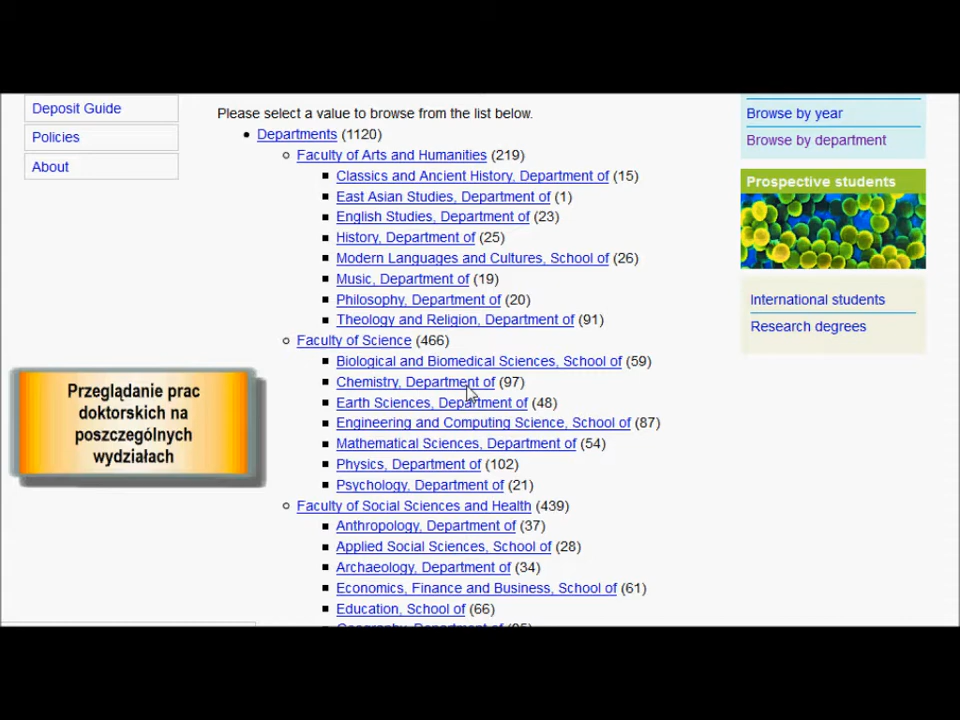 Deposit Guide
Policies
About
Please select a value to browse from the list below.
Departments (1120)
Faculty of Arts and Humanities (219)
Classics and Ancient History, Department of (15)
East Asian Studies, Department of (1)
English Studies, Department of (23)
History, Department of (25)
Modern Languages and Cultures, School of (26)
Music, Department of (19)
Philosophy, Department of (20)
Theology and Religion, Department of (91)
Faculty of Science (466)
Biological and Biomedical Sciences, School of (59)
Chemistry, Department of (97)
Earth Sciences, Department of (48)
Engineering and Computing Science, School of (87)
Mathematical Sciences, Department of (54)
Physics, Department of (102)
Psychology, Department of (21)
Faculty of Social Sciences and Health (439)
Anthropology, Department of (37)
Applied Social Sciences, School of (28)
Archaeology, Department of (34)
Economics, Finance and Business, School of (61)
Education, School of (66)
Browse by year
Browse by department
Prospective students
International students
Research degrees
Przeglądanie prac
doktorskich na
poszczególnych
wydziałach